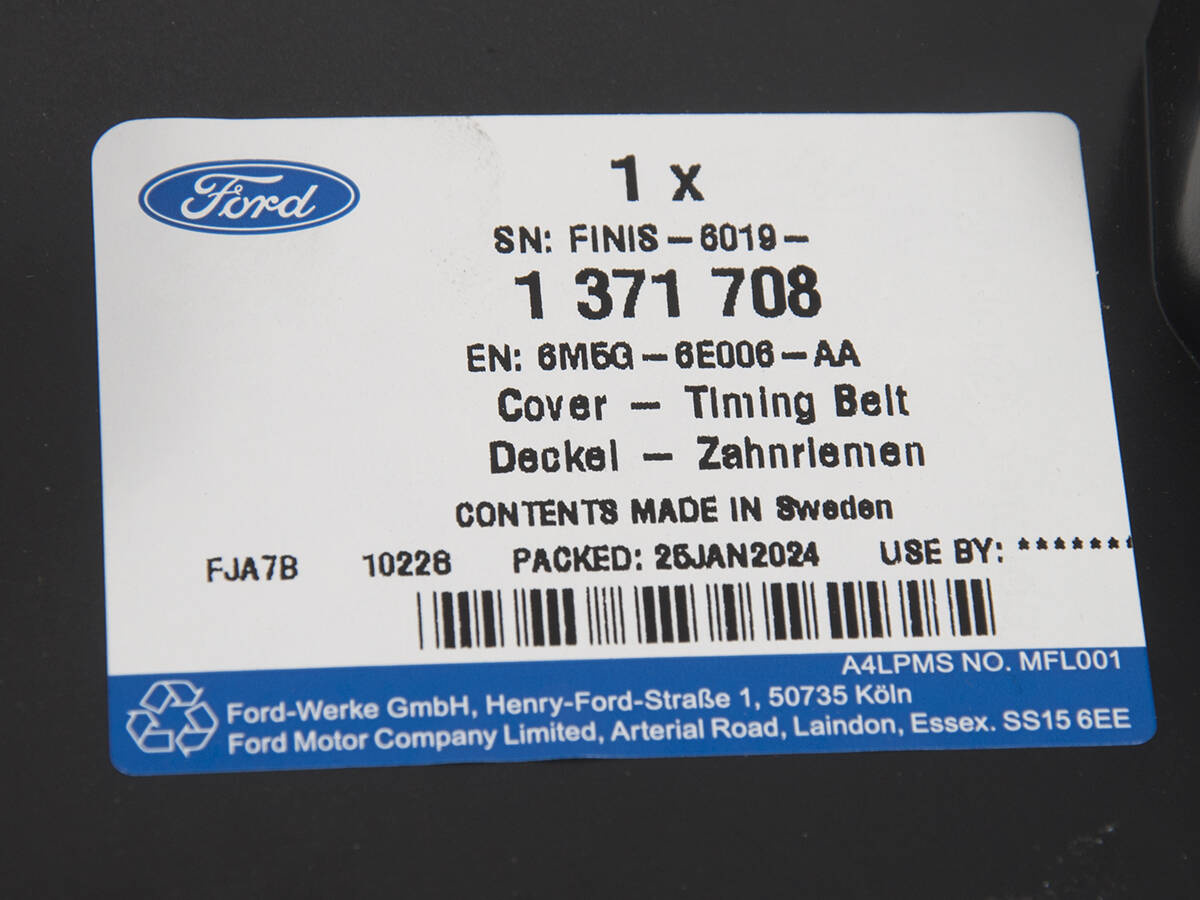 Ford
1 x
SN: FINIS-6019-
1 371 708
EN: 6M5G-6E006-AA
Cover - Timing Belt
Deckel - Zahnriemen
CONTENTS MADE IN Sweden
FJA7B 10228 PACKED: 25JAN2024 USE BY: *******
A4LPMS NO. MFL001
Ford-Werke GmbH, Henry-Ford-Straße 1, 50735 Köln
Ford Motor Company Limited, Arterial Road, Laindon, Essex. SS15 6EE